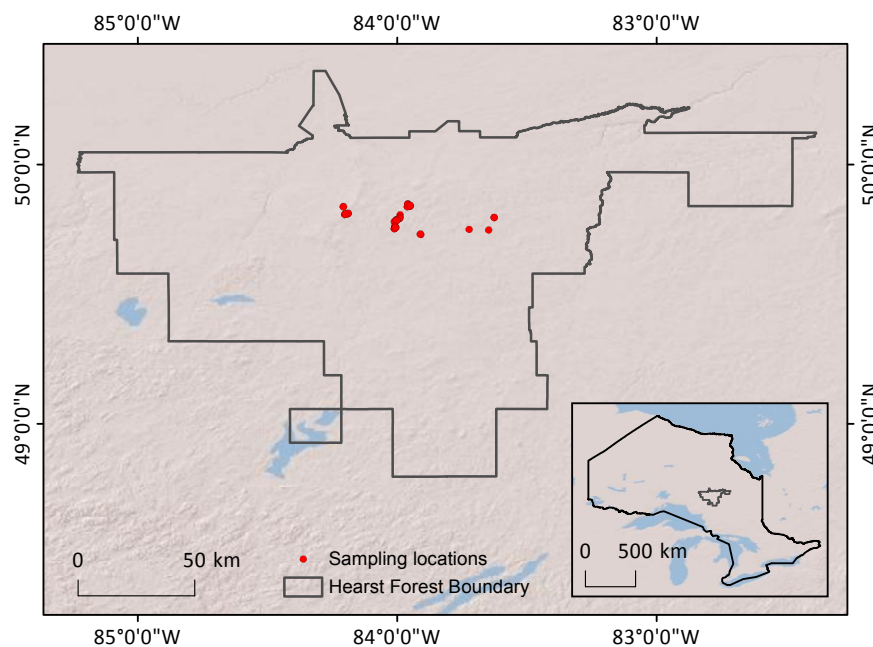 85°0'0"W 84°0'0"W 83°0'0"W
50°0'0"N 50°0'0"N
49°0'0"N 49°0'0"N
0 50 km
Sampling locations
Hearst Forest Boundary
0 500 km
85°0'0"W 84°0'0"W 83°0'0"W